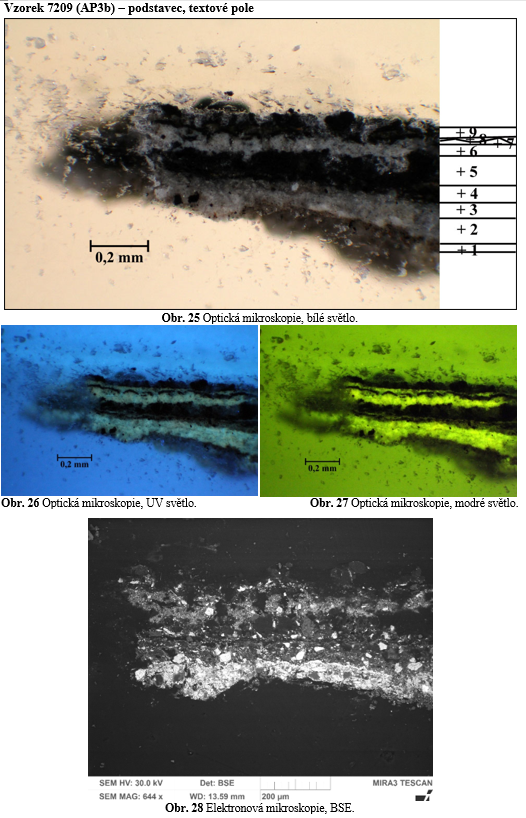 Vzorek 7209 (AP3b) – podstavec, textové pole
+ 9
+ 8
+ 7
+ 6
+ 5
+ 4
+ 3
+ 2
+ 1
0,2 mm
Obr. 25 Optická mikroskopie, bílé světlo.
0,2 mm
0,2 mm
Obr. 26 Optická mikroskopie, UV světlo.
Obr. 27 Optická mikroskopie, modré světlo.
SEM HV: 30.0 kV Det: BSE MIRA3 TESCAN
SEM MAG: 644 x WD: 13.59 mm 200 µm
Obr. 28 Elektronová mikroskopie, BSE.